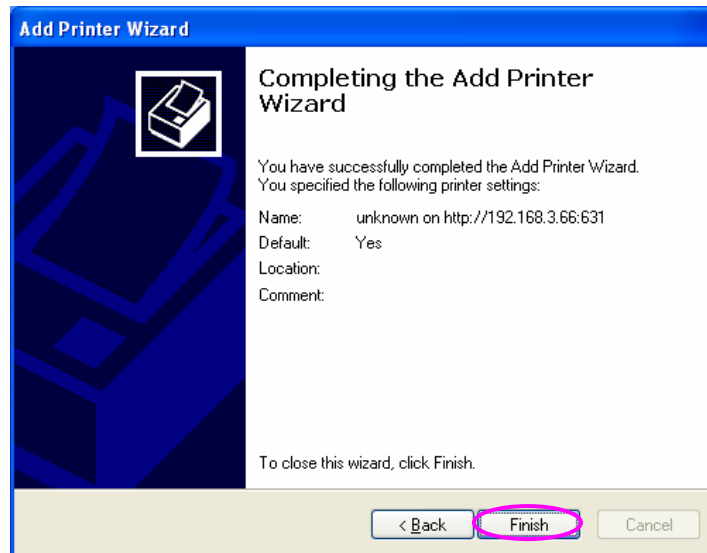 Add Printer Wizard
Completing the Add Printer
Wizard
You have successfully completed the Add Printer Wizard.
You specified the following printer settings:
Name: unknown on http://192.168.3.66:631
Default: Yes
Location:
Comment:
To close this wizard, click Finish.
< Back Finish Cancel